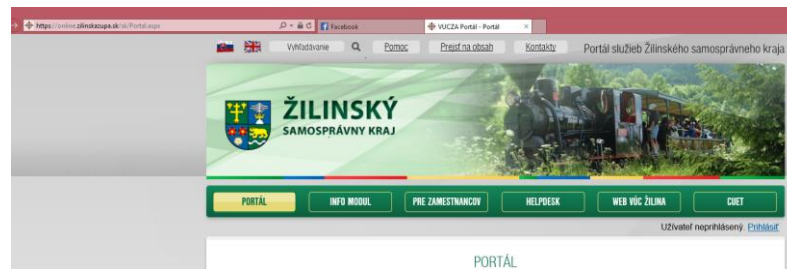 https://online.zilinskazupa.sk/sk/Portal.aspx
Facebook
VUCZA Portál - Portál
Vyhľadávanie
Pomoc
Prejsť na obsah
Kontakty
Portál služieb Žilinského samosprávneho kraja
ŽILINSKÝ
SAMOSPRÁVNY KRAJ
PORTÁL
INFO MODUL
PRE ZAMESTNANCOV
HELPDESK
WEB VÚC ŽILINA
CUET
Užívateľ neprihlásený. Prihlásiť
PORTÁL